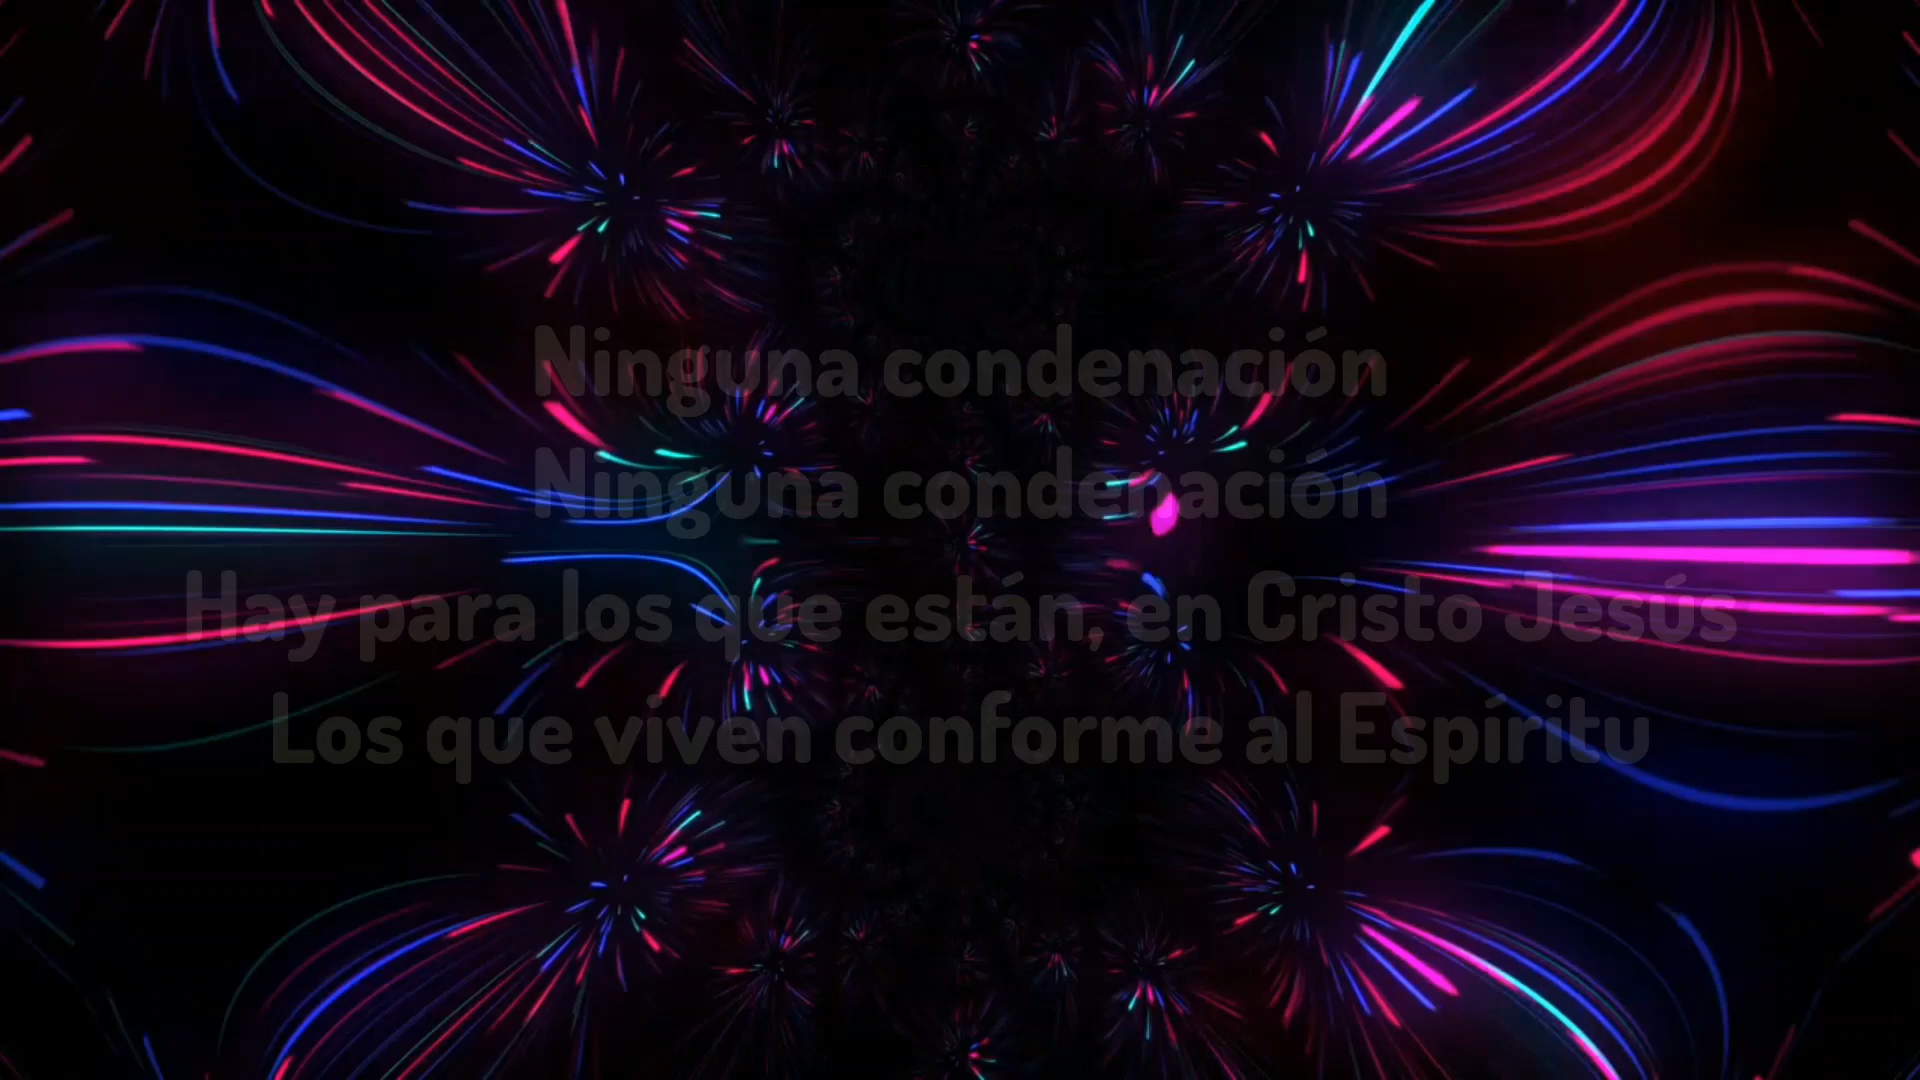 Ninguna condenación
Ninguna condenación
Hay para los que están, en Cristo Jesús
Los que viven conforme al Espíritu